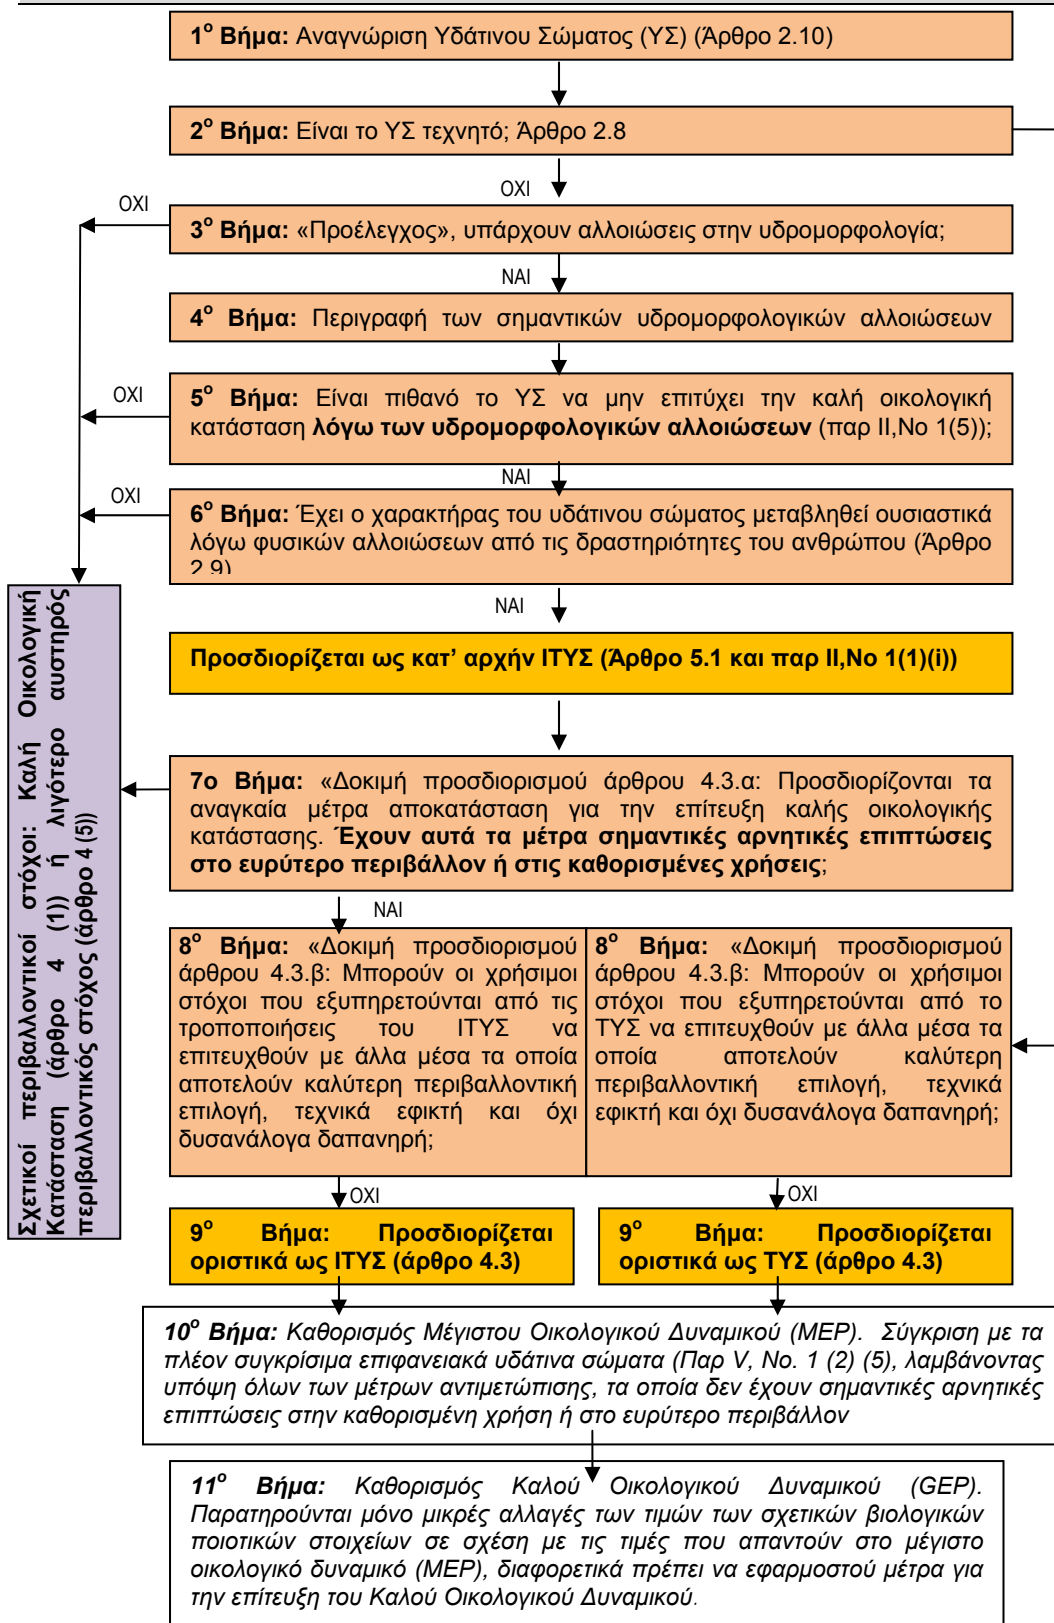 1ο Βήμα: Αναγνώριση Υδάτινου Σώματος (ΥΣ) (Άρθρο 2.10)
2ο Βήμα: Είναι το ΥΣ τεχνητό; Άρθρο 2.8
ΟΧΙ
ΟΧΙ
3ο Βήμα: «Προέλεγχος», υπάρχουν αλλοιώσεις στην υδρομορφολογία;
ΝΑΙ
4ο Βήμα: Περιγραφή των σημαντικών υδρομορφολογικών αλλοιώσεων
ΟΧΙ
5ο Βήμα: Είναι πιθανό το ΥΣ να μην επιτύχει την καλή οικολογική
κατάσταση λόγω των υδρομορφολογικών αλλοιώσεων (παρ ΙΙ,Νο 1(5));
ΝΑΙ
ΟΧΙ
6ο Βήμα: Έχει ο χαρακτήρας του υδάτινου σώματος μεταβληθεί ουσιαστικά
λόγω φυσικών αλλοιώσεων από τις δραστηριότητες του ανθρώπου (Άρθρο
2.9)
ΝΑΙ
Προσδιορίζεται ως κατ’ αρχήν ΙΤΥΣ (Άρθρο 5.1 και παρ ΙΙ,Νο 1(1)(i))
Σχετικοί περιβαλλοντικοί στόχοι: Καλή Οικολογική
Κατάσταση (άρθρο 4 (1)) ή λιγότερο αυστηρός
περιβαλλοντικός στόχος (άρθρο 4 (5))
7ο Βήμα: «Δοκιμή προσδιορισμού άρθρου 4.3.α: Προσδιορίζονται τα
αναγκαία μέτρα αποκατάσταση για την επίτευξη καλής οικολογικής
κατάστασης. Έχουν αυτά τα μέτρα σημαντικές αρνητικές επιπτώσεις
στο ευρύτερο περιβάλλον ή στις καθορισμένες χρήσεις;
ΝΑΙ
8ο Βήμα: «Δοκιμή προσδιορισμού
άρθρου 4.3.β: Μπορούν οι χρήσιμοι
στόχοι που εξυπηρετούνται από τις
τροποποιήσεις του ΙΤΥΣ να
επιτευχθούν με άλλα μέσα τα οποία
αποτελούν καλύτερη περιβαλλοντική
επιλογή, τεχνικά εφικτή και όχι
δυσανάλογα δαπανηρή;
8ο Βήμα: «Δοκιμή προσδιορισμού
άρθρου 4.3.β: Μπορούν οι χρήσιμοι
στόχοι που εξυπηρετούνται από το
ΤΥΣ να επιτευχθούν με άλλα μέσα τα
οποία αποτελούν καλύτερη
περιβαλλοντική επιλογή, τεχνικά
εφικτή και όχι δυσανάλογα δαπανηρή;
ΟΧΙ
ΟΧΙ
9ο Βήμα: Προσδιορίζεται
οριστικά ως ΙΤΥΣ (άρθρο 4.3)
9ο Βήμα: Προσδιορίζεται
οριστικά ως ΤΥΣ (άρθρο 4.3)
10ο Βήμα: Καθορισμός Μέγιστου Οικολογικού Δυναμικού (MEP). Σύγκριση με τα
πλέον συγκρίσιμα επιφανειακά υδάτινα σώματα (Παρ V, No. 1 (2) (5), λαμβάνοντας
υπόψη όλων των μέτρων αντιμετώπισης, τα οποία δεν έχουν σημαντικές αρνητικές
επιπτώσεις στην καθορισμένη χρήση ή στο ευρύτερο περιβάλλον
11ο Βήμα: Καθορισμός Καλού Οικολογικού Δυναμικού (GEP).
Παρατηρούνται μόνο μικρές αλλαγές των τιμών των σχετικών βιολογικών
ποιοτικών στοιχείων σε σχέση με τις τιμές που απαντούν στο μέγιστο
οικολογικό δυναμικό (MEP), διαφορετικά πρέπει να εφαρμοστού μέτρα για
την επίτευξη του Καλού Οικολογικού Δυναμικού.